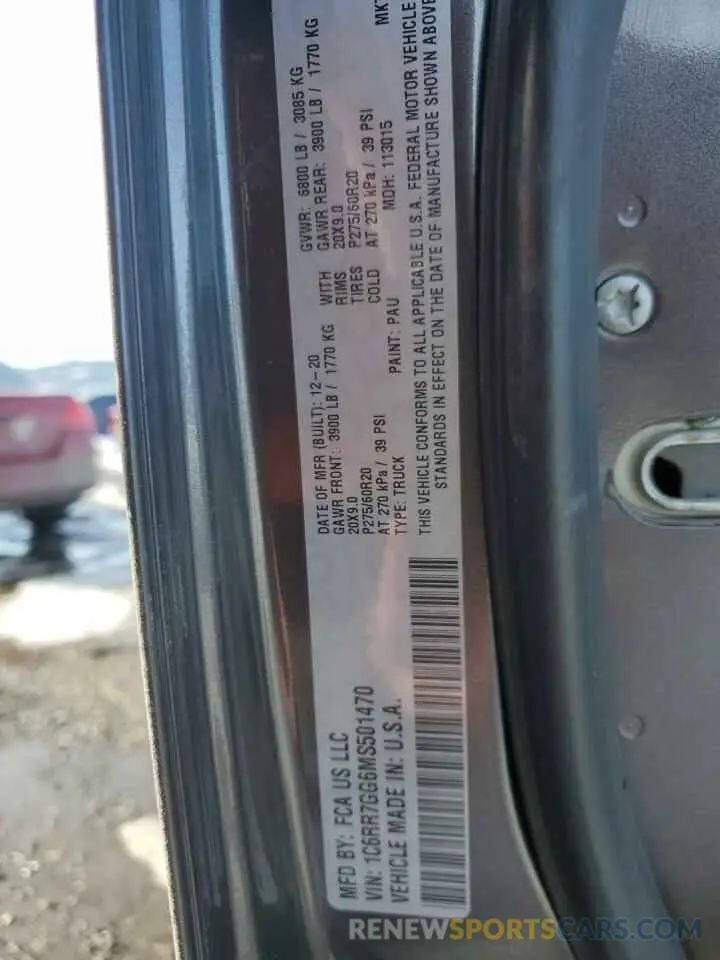 MFD BY: FCA US LLC
DATE OF MFR (BUILT): 12-20
GVWR: 6800 LB / 3085 KG
GAWR FRONT: 3900 LB / 1770 KG
WITH
GAWR REAR: 3900 LB / 1770 KG
20X9.0
RIMS
20X9.0
P275/60R20
TIRES
P275/60R20
AT 270 kPa / 39 PSI
COLD
AT 270 kPa / 39 PSI
TYPE: TRUCK
PAINT: PAU
MDH: 113015
MKT
THIS VEHICLE CONFORMS TO ALL APPLICABLE U.S.A. FEDERAL MOTOR VEHICLE
STANDARDS IN EFFECT ON THE DATE OF MANUFACTURE SHOWN ABOVE
VIN: 1C6RR7GG6MS501470
VEHICLE MADE IN: U.S.A.
RENEWSPORTSCARS.COM